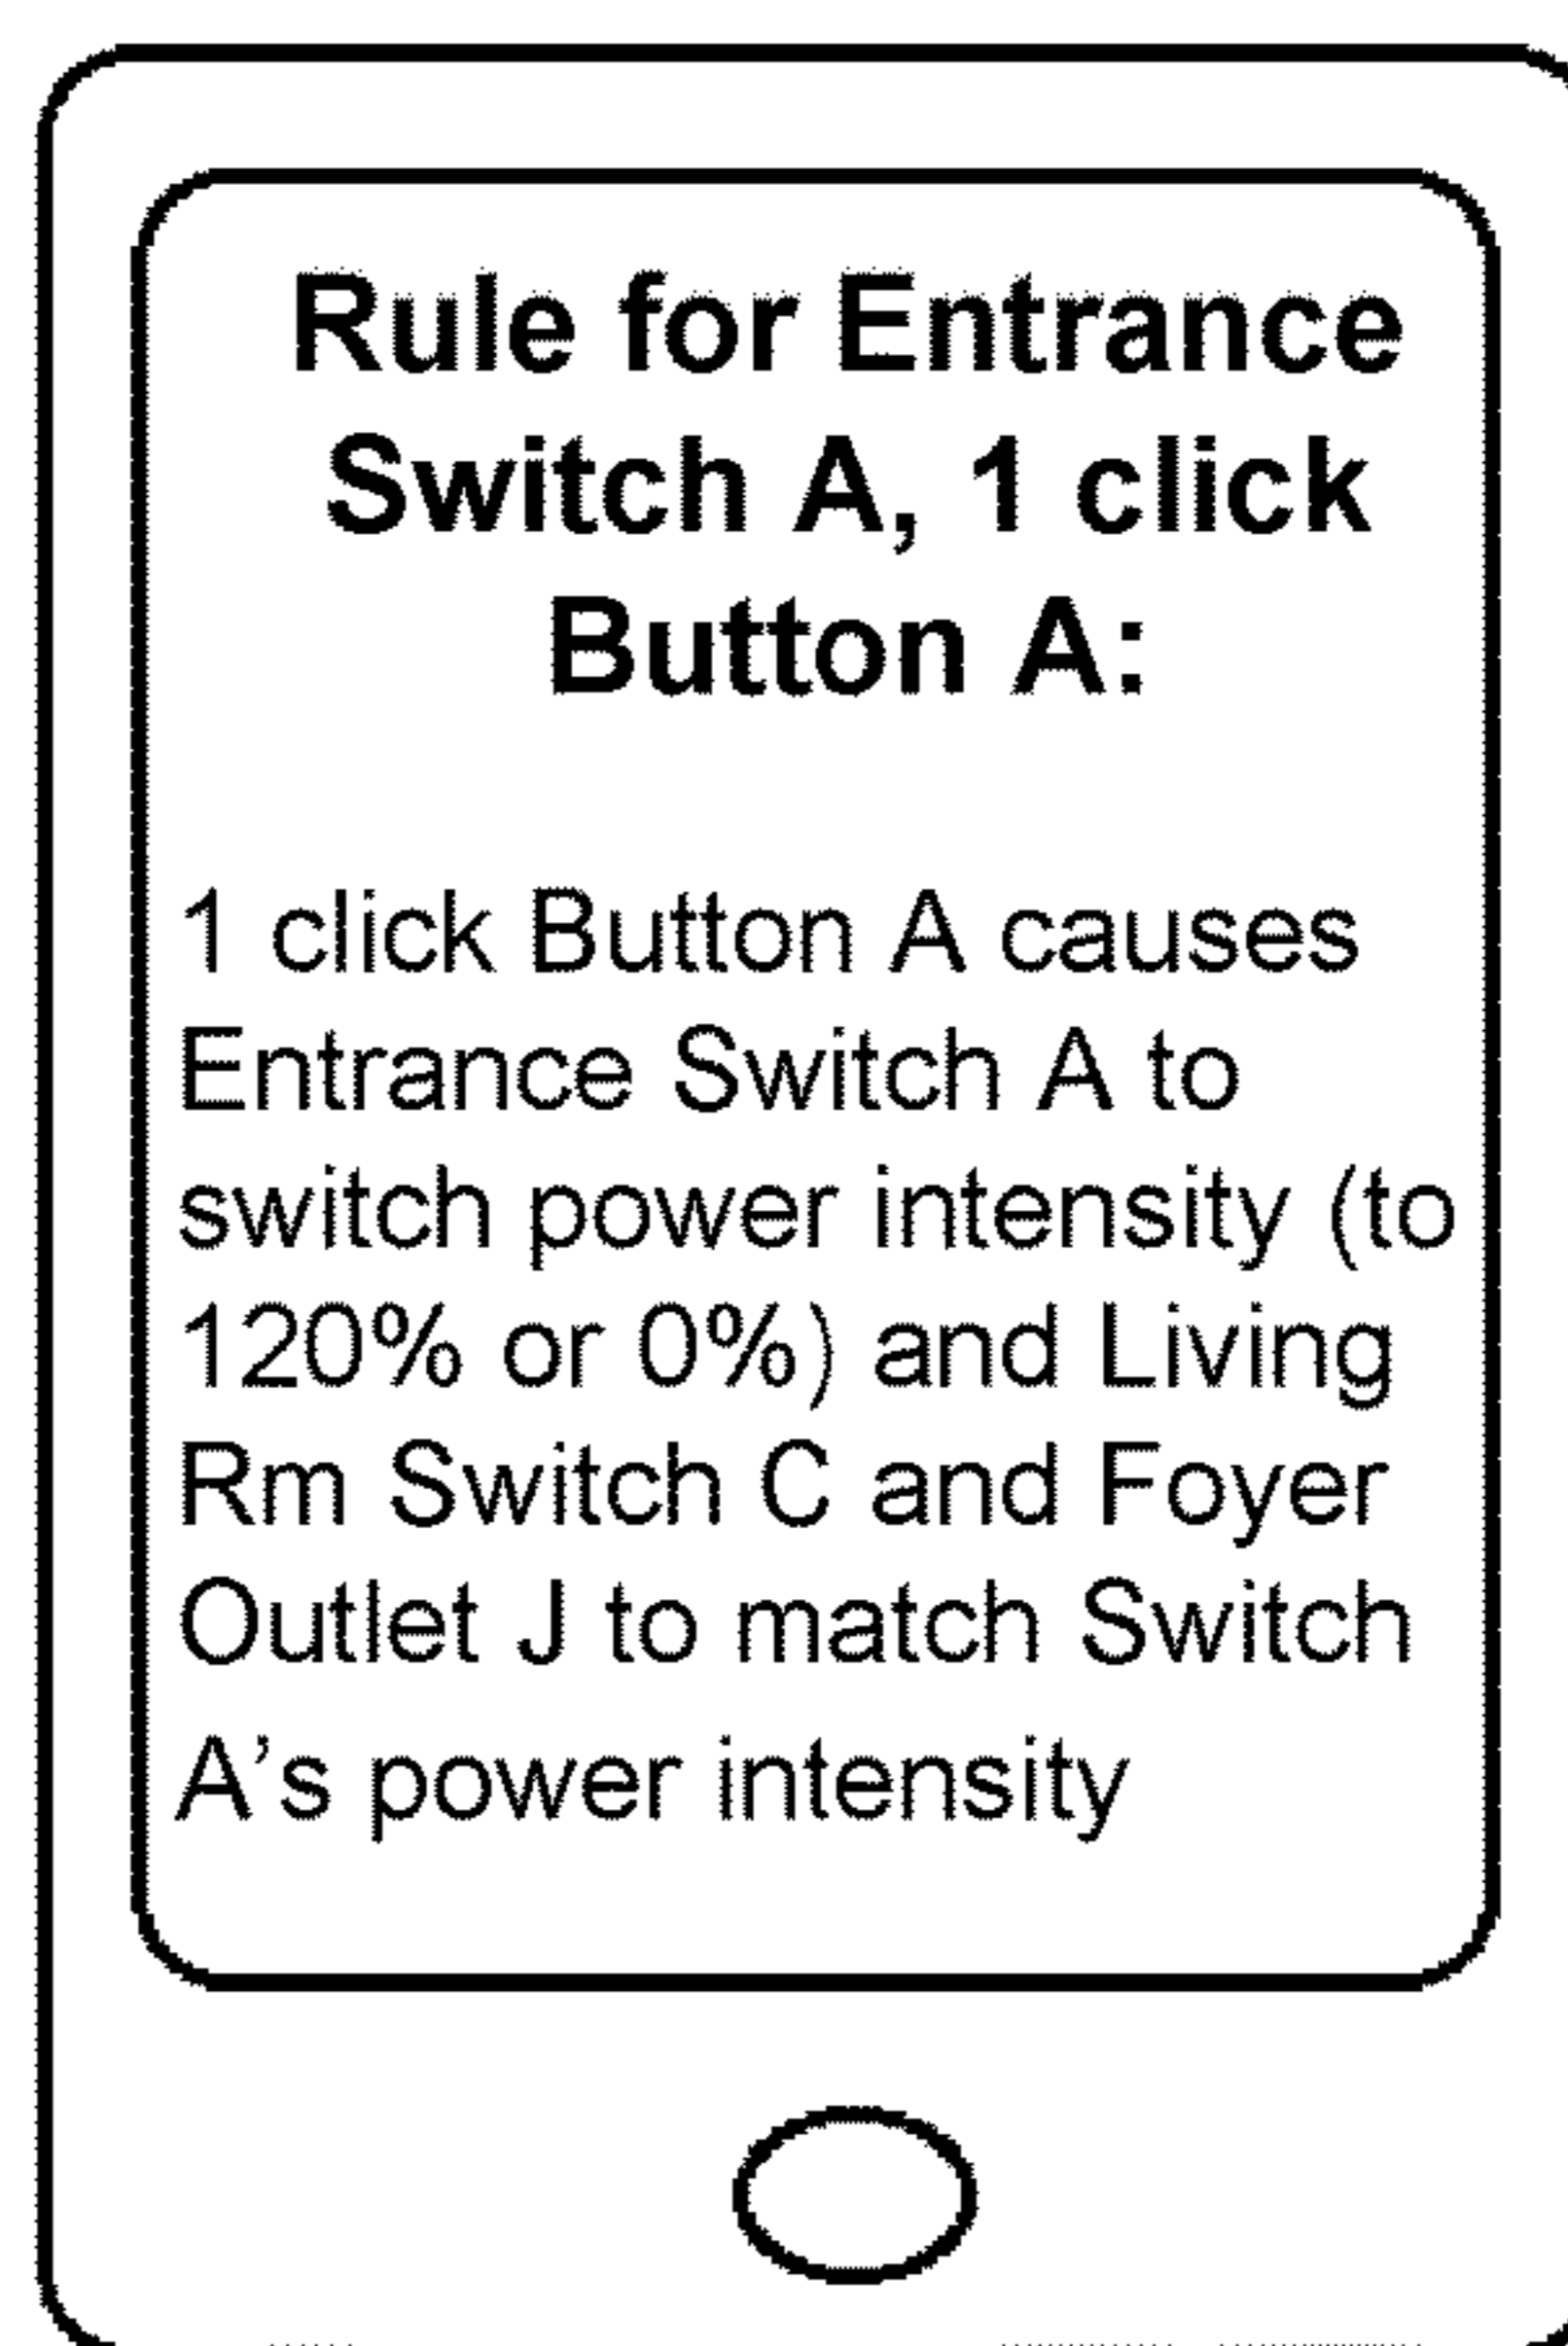 Rule for Entrance
Switch A, 1 click
Button A:
1 click Button A causes
Entrance Switch A to
switch power intensity (to
120% or 0%) and Living
Rm Switch C and Foyer
Outlet J to match Switch
A’s power intensity